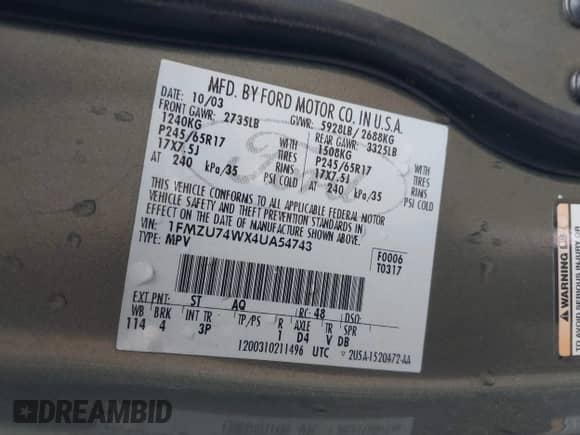 MFD. BY FORD MOTOR CO. IN U.S.A.
DATE: 10/03 GVWR: 5928LB/ 2688KG
FRONT GAWR: 2735LB REAR GAWR: 3325LB
1240KG WITH 1508KG WITH
P245/65R17 TIRES P245/65R17 TIRES
17X7.5J RIMS 17X7.5J RIMS
AT 240 kPa/35 PSI COLD AT 240 kPa/35 PSI COLD
Ford
THIS VEHICLE CONFORMS TO ALL APPLICABLE FEDERAL MOTOR
VEHICLE SAFETY AND THEFT PREVENTION STANDARDS IN
EFFECT ON THE DATE OF MANUFACTURE SHOWN ABOVE.
VIN: 1FMZU74WX4UA54743
TYPE: MPV
F0006
T0317
EXT PNT: ST AQ RC: 48 DSO:
WB BRK INT TR TP/PS R AXLE TR SPR
114 4 3P 1 D4 V DB
1200310211496 UTC 2U5A-1520472-AA
WARNING
DREAMBID